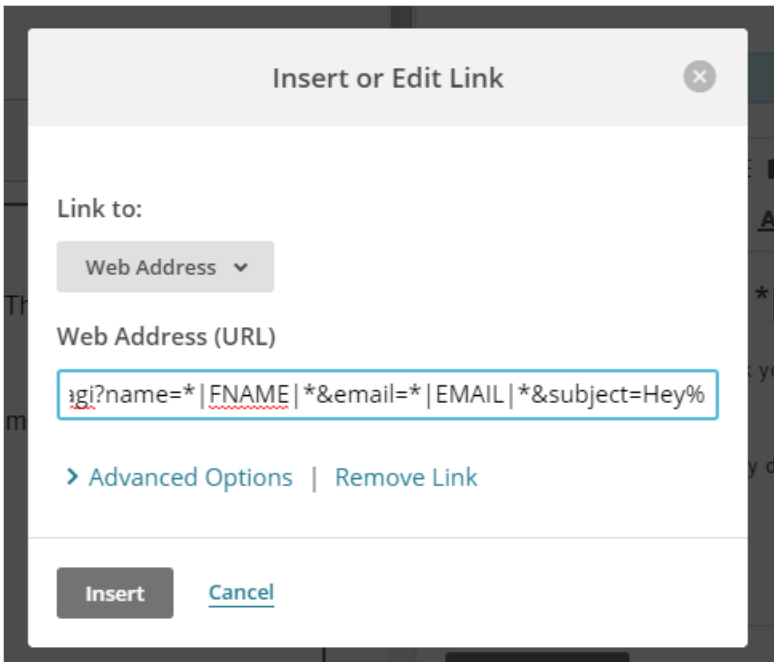 Insert or Edit Link
Link to:
Web Address
Web Address (URL)
agi?name=*|FNAME|*&email=*|EMAIL|*&subject=Hey%
Advanced Options | Remove Link
Insert Cancel